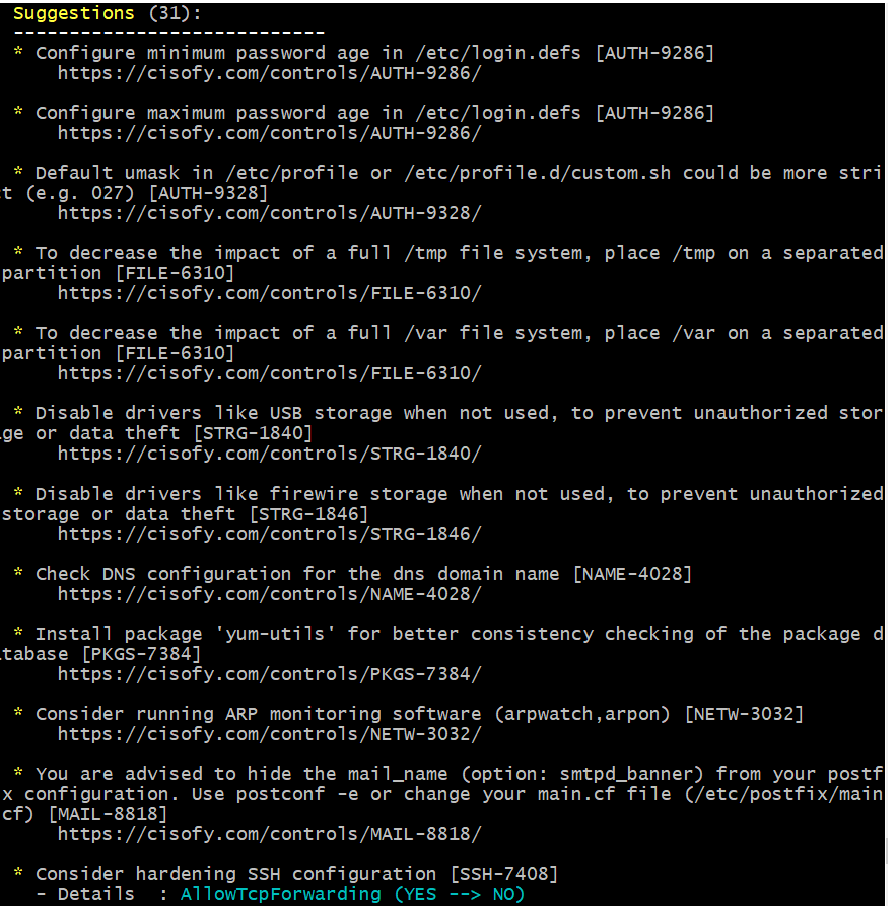 Suggestions (31):
----------------------------
* Configure minimum password age in /etc/login.defs [AUTH-9286]
https://cisofy.com/controls/AUTH-9286/
* Configure maximum password age in /etc/login.defs [AUTH-9286]
https://cisofy.com/controls/AUTH-9286/
* Default umask in /etc/profile or /etc/profile.d/custom.sh could be more stri
t (e.g. 027) [AUTH-9328]
https://cisofy.com/controls/AUTH-9328/
* To decrease the impact of a full /tmp file system, place /tmp on a separated
partition [FILE-6310]
https://cisofy.com/controls/FILE-6310/
* To decrease the impact of a full /var file system, place /var on a separated
partition [FILE-6310]
https://cisofy.com/controls/FILE-6310/
* Disable drivers like USB storage when not used, to prevent unauthorized stor
ge or data theft [STRG-1840]
https://cisofy.com/controls/STRG-1840/
* Disable drivers like firewire storage when not used, to prevent unauthorized
storage or data theft [STRG-1846]
https://cisofy.com/controls/STRG-1846/
* Check DNS configuration for the dns domain name [NAME-4028]
https://cisofy.com/controls/NAME-4028/
* Install package 'yum-utils' for better consistency checking of the package d
tabase [PKGS-7384]
https://cisofy.com/controls/PKGS-7384/
* Consider running ARP monitoring software (arpwatch,arpon) [NETW-3032]
https://cisofy.com/controls/NETW-3032/
* You are advised to hide the mail_name (option: smtpd_banner) from your postf
x configuration. Use postconf -e or change your main.cf file (/etc/postfix/main
cf) [MAIL-8818]
https://cisofy.com/controls/MAIL-8818/
* Consider hardening SSH configuration [SSH-7408]
- Details : AllowTcpForwarding (YES --> NO)